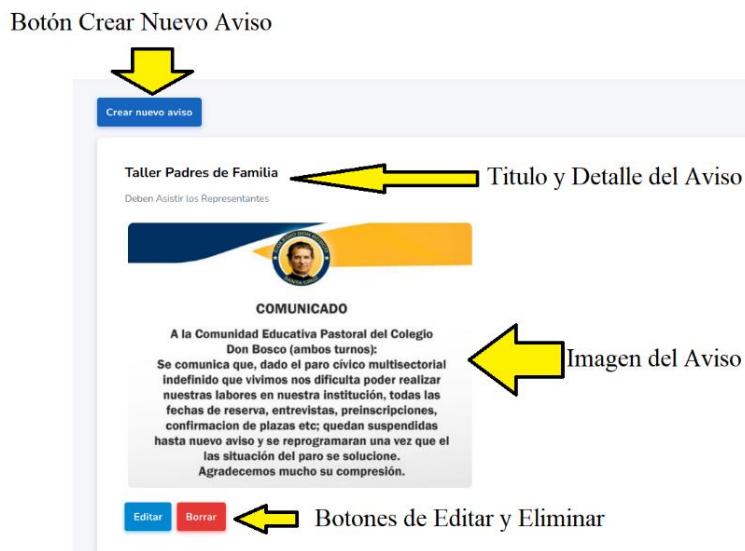 Botón Crear Nuevo Aviso
Crear nuevo aviso
Taller Padres de Familia
Titulo y Detalle del Aviso
Deben Asistir los Representantes
COMUNICADO
A la Comunidad Educativa Pastoral del Colegio
Don Bosco (ambos turnos):
Se comunica que, dado el paro cívico multisectorial
indefinido que vivimos nos dificulta poder realizar
nuestras labores en nuestra institución, todas las
fechas de reserva, entrevistas, preinscripciones,
confirmacion de plazas etc; quedan suspendidas
hasta nuevo aviso y se reprogramaran una vez que el
las situación del paro se solucione.
Agradecemos mucho su compresión.
Imagen del Aviso
Editar
Borrar
Botones de Editar y Eliminar